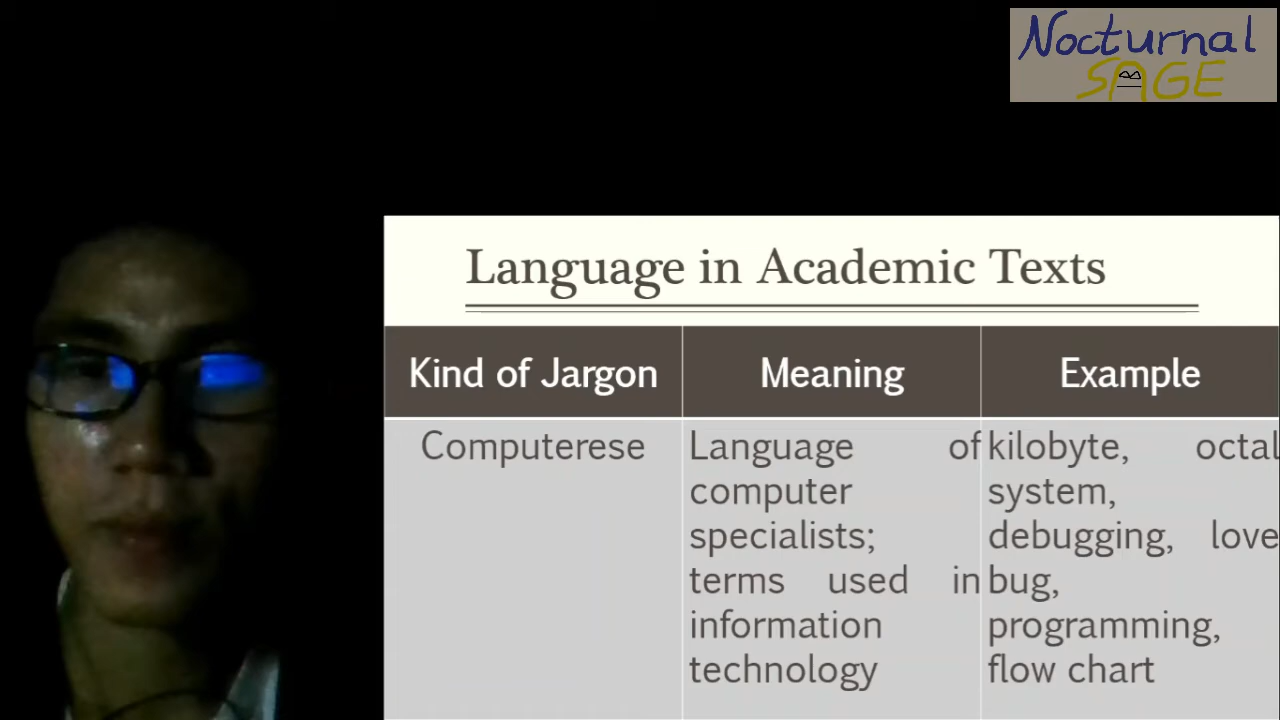 Nocturnal
SAGE
Language in Academic Texts
Kind of Jargon
Meaning
Example
Computerese
Language of
computer
specialists;
terms used in
information
technology
kilobyte, octal
system,
debugging, love
bug,
programming,
flow chart